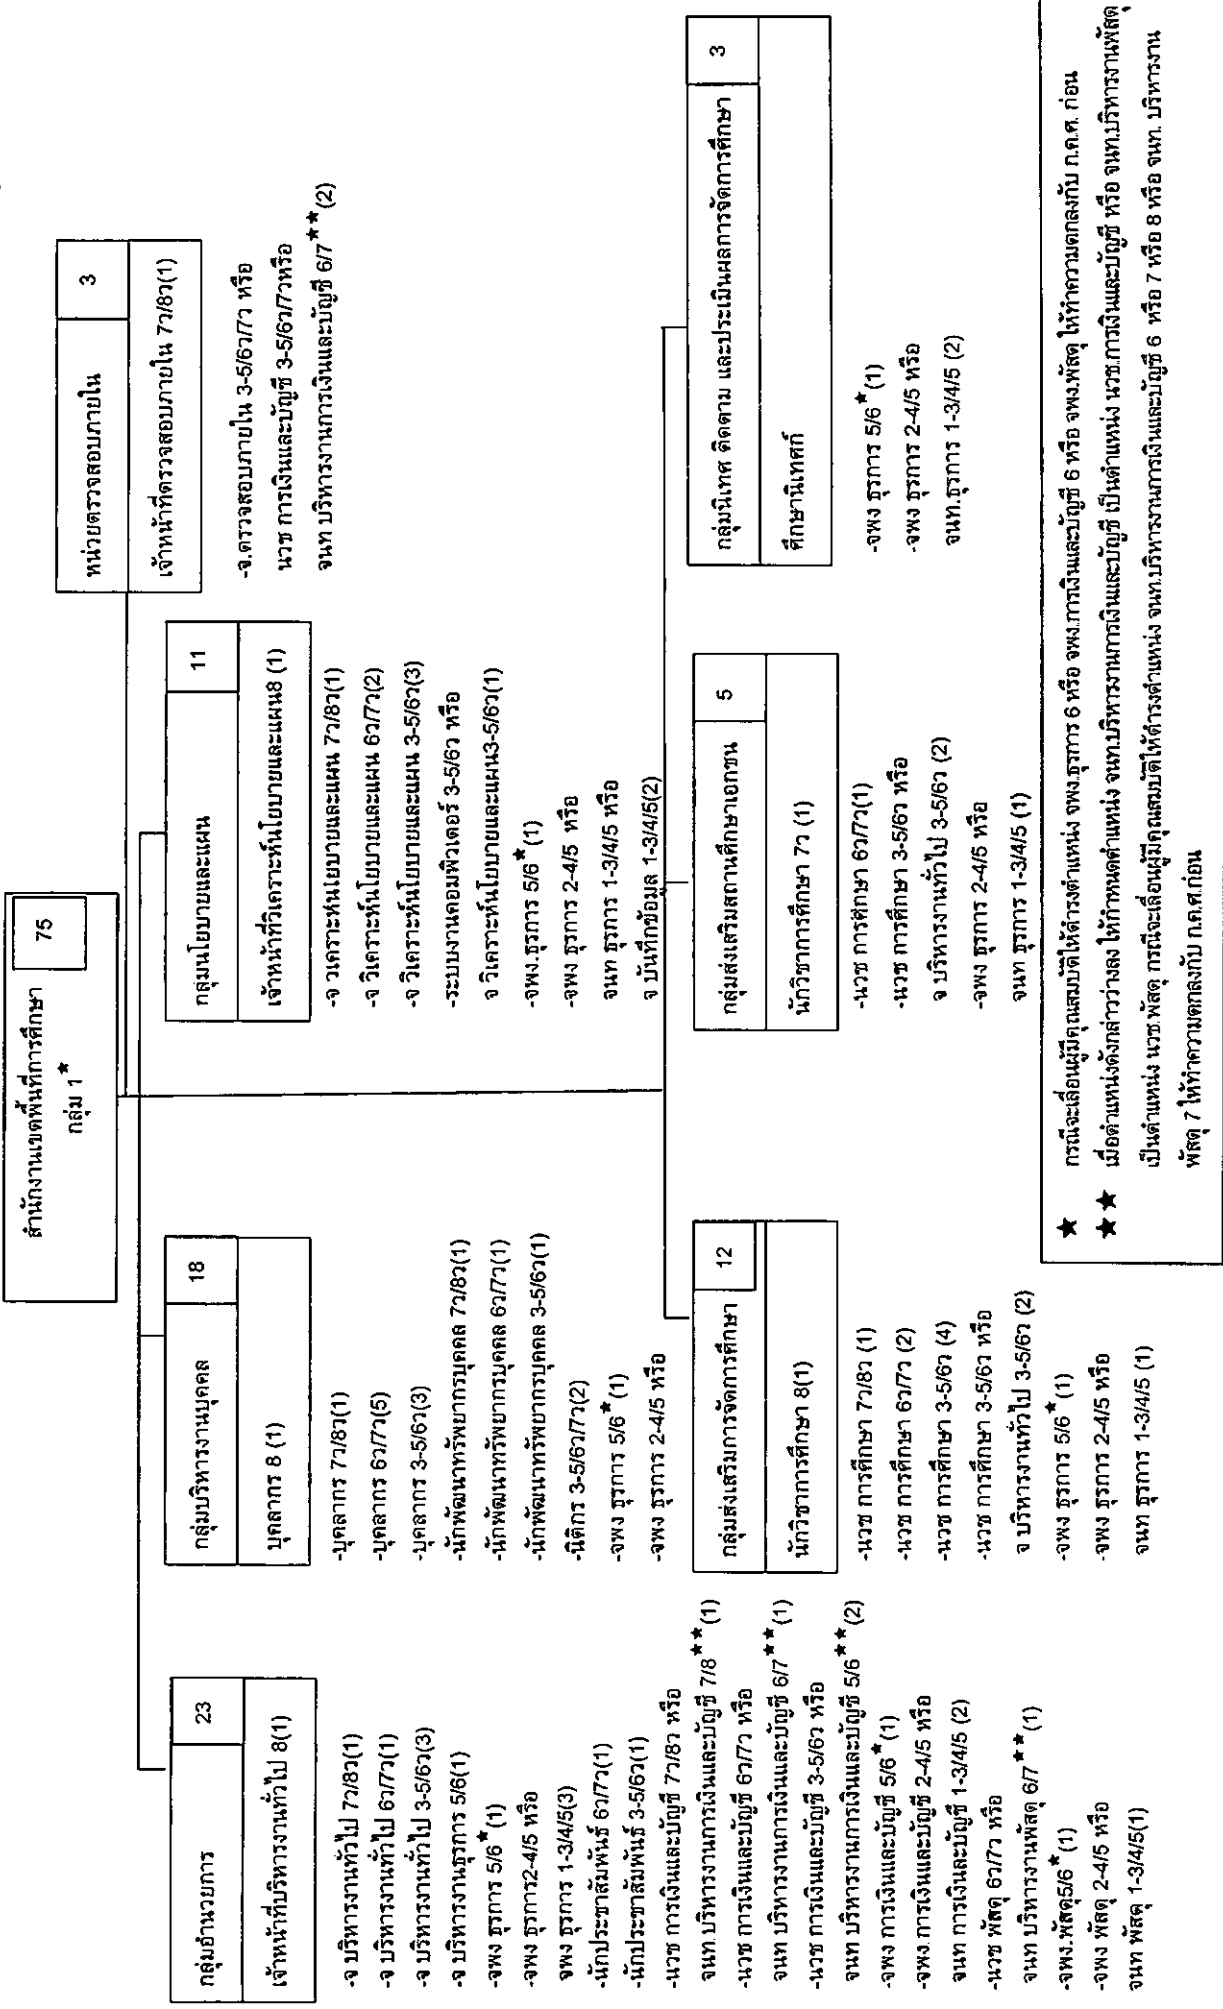 สำนักงานเขตพื้นที่การศึกษา 75
กลุ่ม 1★
กลุ่มอำนวยการ 23
เจ้าหน้าที่บริหารงานทั่วไป 8(1)
-จ บริหารงานทั่วไป 7ว/8ว(1)
-จ บริหารงานทั่วไป 6ว/7ว(1)
-จ บริหารงานทั่วไป 3-5/6ว(3)
-จ บริหารงานธุรการ 5/6(1)
-จพง ธุรการ 5/6★(1)
-จพง ธุรการ2-4/5 หรือ
จพง ธุรการ 1-3/4/5(3)
-นักประชาสัมพันธ์ 6ว/7ว(1)
-นักประชาสัมพันธ์ 3-5/6ว(1)
-นวช การเงินและบัญชี 7ว/8ว หรือ
จนท บริหารงานการเงินและบัญชี 7/8★★(1)
-นวช การเงินและบัญชี 6ว/7ว หรือ
จนท บริหารงานการเงินและบัญชี 6/7★★(1)
-นวช การเงินและบัญชี 3-5/6ว หรือ
จนท บริหารงานการเงินและบัญชี 5/6★★(2)
-จพง การเงินและบัญชี 5/6★(1)
-จพง.การเงินและบัญชี 2-4/5 หรือ
จนท การเงินและบัญชี 1-3/4/5 (2)
-นวช พัสดุ 6ว/7ว หรือ
จนท บริหารงานพัสดุ 6/7★★(1)
-จพง.พัสดุ5/6★(1)
-จพง พัสดุ 2-4/5 หรือ
จนท พัสดุ 1-3/4/5(1)
กลุ่มบริหารงานบุคคล 18
บุคลากร 8 (1)
-บุคลากร 7ว/8ว(1)
-บุคลากร 6ว/7ว(5)
-บุคลากร 3-5/6ว(3)
-นักพัฒนาทรัพยากรบุคคล 7ว/8ว(1)
-นักพัฒนาทรัพยากรบุคคล 6ว/7ว(1)
-นักพัฒนาทรัพยากรบุคคล 3-5/6ว(1)
-นิติกร 3-5/6ว/7ว(2)
-จพง ธุรการ 5/6★(1)
-จพง ธุรการ 2-4/5 หรือ
กลุ่มนโยบายและแผน 11
เจ้าหน้าที่วิเคราะห์นโยบายและแผน8 (1)
-จ วิเคราะห์นโยบายและแผน 7ว/8ว(1)
-จ วิเคราะห์นโยบายและแผน 6ว/7ว(2)
-จ วิเคราะห์นโยบายและแผน 3-5/6ว(3)
-ระบบงานคอมพิวเตอร์ 3-5/6ว หรือ
จ วิเคราะห์นโยบายและแผน3-5/6ว(1)
-จพง.ธุรการ 5/6★(1)
-จพง ธุรการ 2-4/5 หรือ
จนท ธุรการ 1-3/4/5 หรือ
จ บันทึกข้อมูล 1-3/4/5(2)
หน่วยตรวจสอบภายใน 3
เจ้าหน้าที่ตรวจสอบภายใน 7ว/8ว(1)
-จ.ตรวจสอบภายใน 3-5/6ว/7ว หรือ
นวช การเงินและบัญชี 3-5/6ว/7วหรือ
จนท บริหารงานการเงินและบัญชี 6/7★★(2)
กลุ่มส่งเสริมการจัดการศึกษา 12
นักวิชาการศึกษา 8(1)
-นวช การศึกษา 7ว/8ว (1)
-นวช การศึกษา 6ว/7ว (2)
-นวช การศึกษา 3-5/6ว (4)
-นวช การศึกษา 3-5/6ว หรือ
จ บริหารงานทั่วไป 3-5/6ว (2)
-จพง ธุรการ 5/6★(1)
-จพง ธุรการ 2-4/5 หรือ
จนท ธุรการ 1-3/4/5 (1)
กลุ่มส่งเสริมสถานศึกษาเอกชน 5
นักวิชาการศึกษา 7ว (1)
-นวช การศึกษา 6ว/7ว(1)
-นวช การศึกษา 3-5/6ว หรือ
จ บริหารงานทั่วไป 3-5/6ว (2)
-จพง ธุรการ 2-4/5 หรือ
จนท ธุรการ 1-3/4/5 (1)
กลุ่มนิเทศ ติดตาม และประเมินผลการจัดการศึกษา 3
ศึกษานิเทศก์
-จพง ธุรการ 5/6★(1)
-จพง ธุรการ 2-4/5 หรือ
จนท.ธุรการ 1-3/4/5 (2)
★ กรณีจะเลื่อนผู้มีคุณสมบัติให้ดำรงตำแหน่ง จพง.ธุรการ 6 หรือ จพง.การเงินและบัญชี 6 หรือ จพง.พัสดุ ให้ทำความตกลงกับ ก.ค.ศ. ก่อน
★★ เมื่อตำแหน่งดังกล่าวว่างลง ให้กำหนดตำแหน่ง จนท.บริหารงานการเงินและบัญชี เป็นตำแหน่ง นวช.การเงินและบัญชี หรือ จนท.บริหารงานพัสดุ
เป็นตำแหน่ง นวช.พัสดุ กรณีจะเลื่อนผู้มีคุณสมบัติให้ดำรงตำแหน่ง จนท.บริหารงานการเงินและบัญชี 6 หรือ 7 หรือ 8 หรือ จนท. บริหารงาน
พัสดุ 7 ให้ทำความตกลงกับ ก.ค.ศ.ก่อน